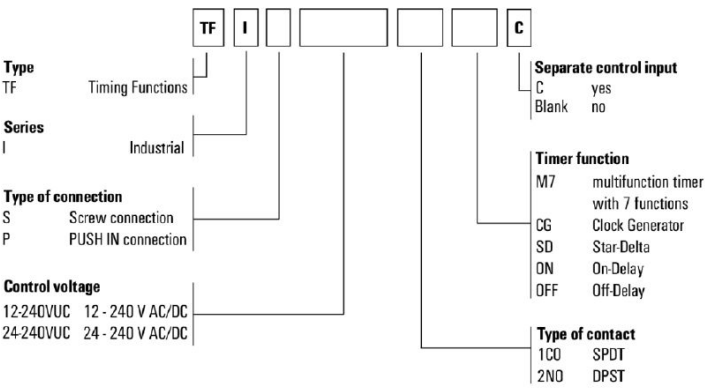 TF I C
Type
TF Timing Functions
Series
I Industrial
Type of connection
S Screw connection
P PUSH IN connection
Control voltage
12-240VUC 12 - 240 V AC/DC
24-240VUC 24 - 240 V AC/DC
Separate control input
C yes
Blank no
Timer function
M7 multifunction timer
with 7 functions
CG Clock Generator
SD Star-Delta
ON On-Delay
OFF Off-Delay
Type of contact
1CO SPDT
2NO DPST